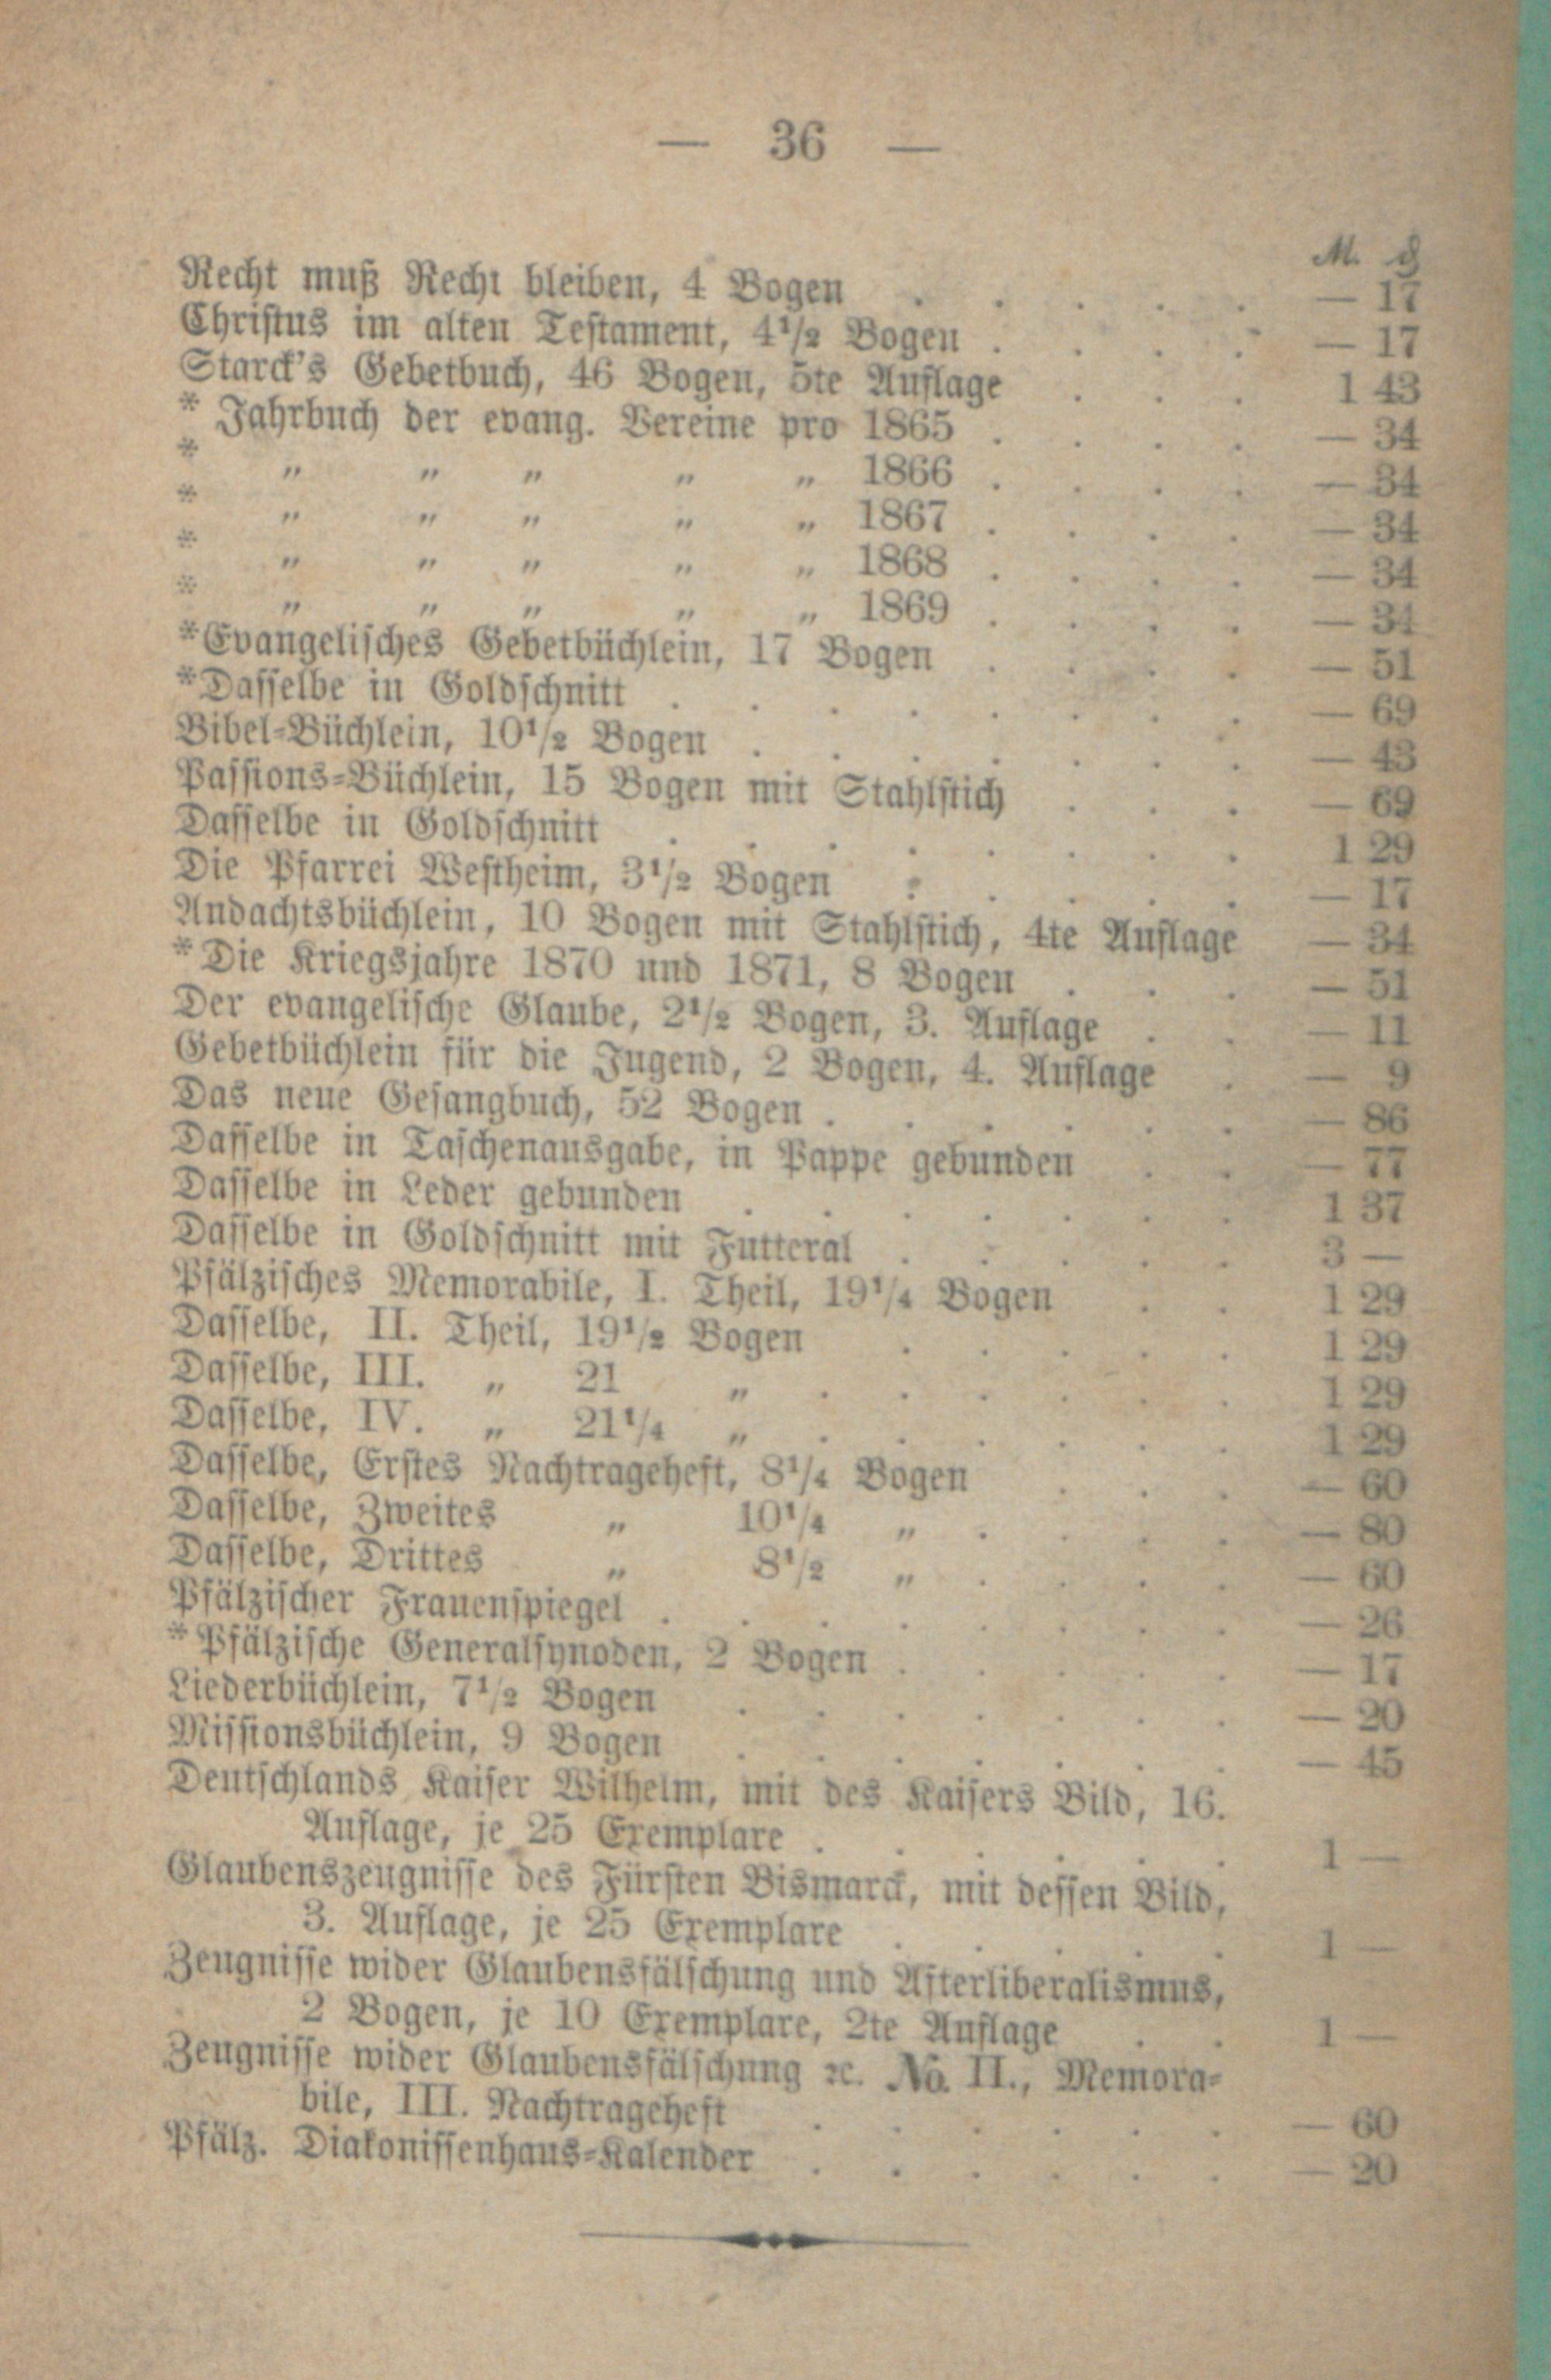 — 36 —
M. ₰
Recht muß Recht bleiben, 4 Bogen . . . . . — 17
Christus im alten Testament, 4¹/₂ Bogen . . . . — 17
Starck's Gebetbuch, 46 Bogen, 5te Auflage . . . 1 43
* Jahrbuch der evang. Vereine pro 1865 . . . . — 34
* „ „ „ „ „ 1866 . . . . — 34
* „ „ „ „ „ 1867 . . . . — 34
* „ „ „ „ „ 1868 . . . . — 34
* „ „ „ „ „ 1869 . . . . — 34
*Evangelisches Gebetbüchlein, 17 Bogen . . . . — 51
*Dasselbe in Goldschnitt . . . . . . . . — 69
Bibel-Büchlein, 10¹/₂ Bogen . . . . . . . — 43
Passions-Büchlein, 15 Bogen mit Stahlstich . . . — 69
Dasselbe in Goldschnitt . . . . . . . . 1 29
Die Pfarrei Westheim, 3¹/₂ Bogen . . . . . — 17
Andachtsbüchlein, 10 Bogen mit Stahlstich, 4te Auflage — 34
*Die Kriegsjahre 1870 und 1871, 8 Bogen . . . — 51
Der evangelische Glaube, 2¹/₂ Bogen, 3. Auflage . . — 11
Gebetbüchlein für die Jugend, 2 Bogen, 4. Auflage . — 9
Das neue Gesangbuch, 52 Bogen . . . . . . — 86
Dasselbe in Taschenausgabe, in Pappe gebunden . . — 77
Dasselbe in Leder gebunden . . . . . . . 1 37
Dasselbe in Goldschnitt mit Futteral . . . . . 3 —
Pfälzisches Memorabile, I. Theil, 19¹/₄ Bogen . . 1 29
Dasselbe, II. Theil, 19¹/₂ Bogen . . . . . 1 29
Dasselbe, III. „ 21 „ . . . . . . 1 29
Dasselbe, IV. „ 21¹/₄ „ . . . . . . 1 29
Dasselbe, Erstes Nachtrageheft, 8¹/₄ Bogen . . . — 60
Dasselbe, Zweites „ 10¹/₄ „ . . . . — 80
Dasselbe, Drittes „ 8¹/₂ „ . . . . — 60
Pfälzischer Frauenspiegel . . . . . . . . — 26
*Pfälzische Generalsynoden, 2 Bogen . . . . . — 17
Liederbüchlein, 7¹/₂ Bogen . . . . . . . — 20
Missionsbüchlein, 9 Bogen . . . . . . . — 45
Deutschlands Kaiser Wilhelm, mit des Kaisers Bild, 16.
Auflage, je 25 Exemplare . . . . . . 1 —
Glaubenszeugnisse des Fürsten Bismarck, mit dessen Bild,
3. Auflage, je 25 Exemplare . . . . . 1 —
Zeugnisse wider Glaubensfälschung und Afterliberalismus,
2 Bogen, je 10 Exemplare, 2te Auflage . . 1 —
Zeugnisse wider Glaubensfälschung ꝛc. No. II., Memora-
bile, III. Nachtrageheft . . . . . . — 60
Pfälz. Diakonissenhaus-Kalender . . . . . . — 20